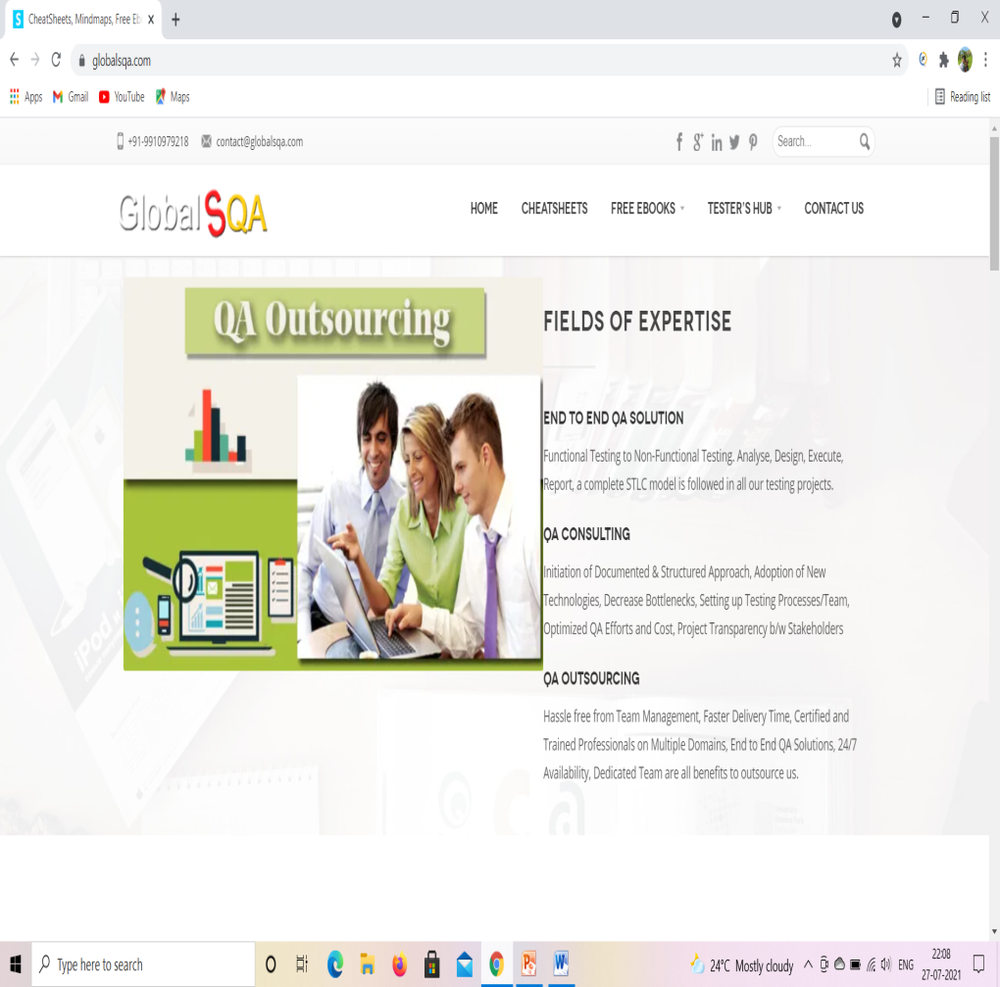 CheatSheets, Mindmaps, Free Eb
globalsqa.com
Apps Gmail YouTube Maps Reading list
+91-9910979218 contact@globalsqa.com Search...
GlobalSQA
HOME CHEATSHEETS FREE EBOOKS TESTER'S HUB CONTACT US
QA Outsourcing
FIELDS OF EXPERTISE
END TO END QA SOLUTION
Functional Testing to Non-Functional Testing. Analyse, Design, Execute,
Report, a complete STLC model is followed in all our testing projects.
QA CONSULTING
Initiation of Documented & Structured Approach, Adoption of New
Technologies, Decrease Bottlenecks, Setting up Testing Processes/Team,
Optimized QA Efforts and Cost, Project Transparency b/w Stakeholders
QA OUTSOURCING
Hassle free from Team Management, Faster Delivery Time, Certified and
Trained Professionals on Multiple Domains, End to End QA Solutions, 24/7
Availability, Dedicated Team are all benefits to outsource us.
iPod
Type here to search
24°C Mostly cloudy
ENG
22:08
27-07-2021